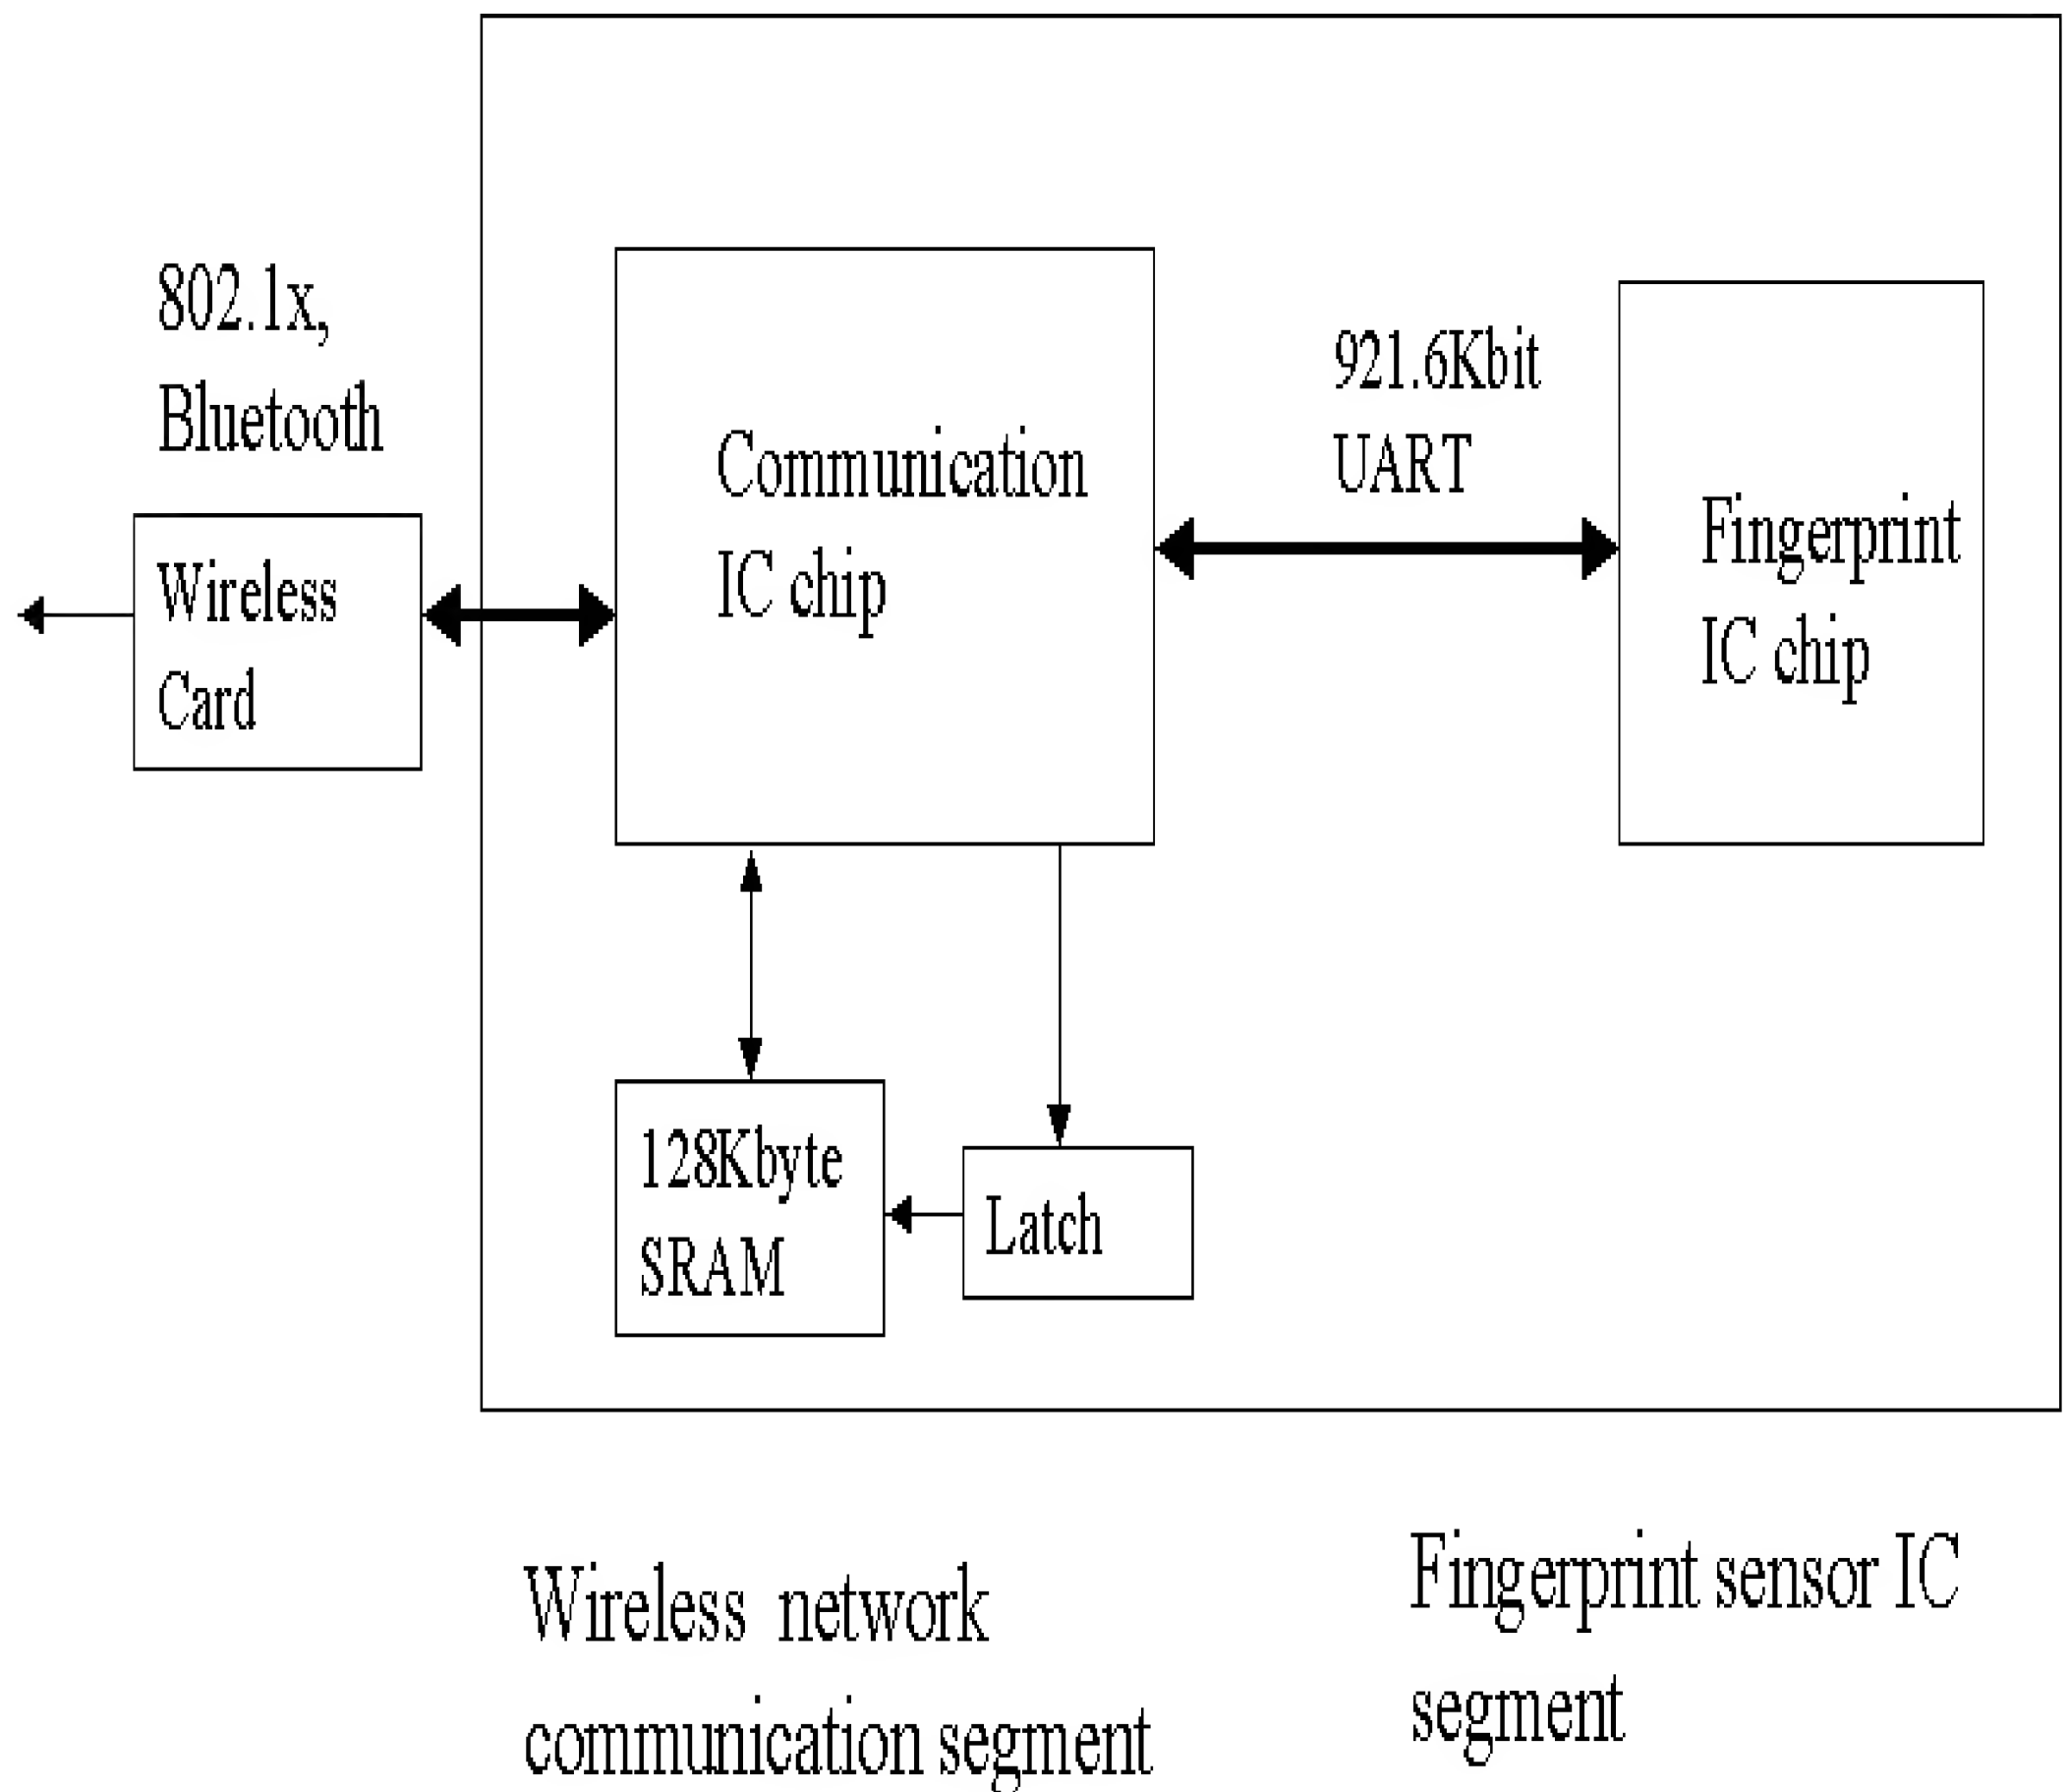 802.1x,
Bluetooth
Wireless
Card
Communication
IC chip
921.6Kbit
UART
Fingerprint
IC chip
128Kbyte
SRAM
Latch
Wireless network
communication segment
Fingerprint sensor IC
segment